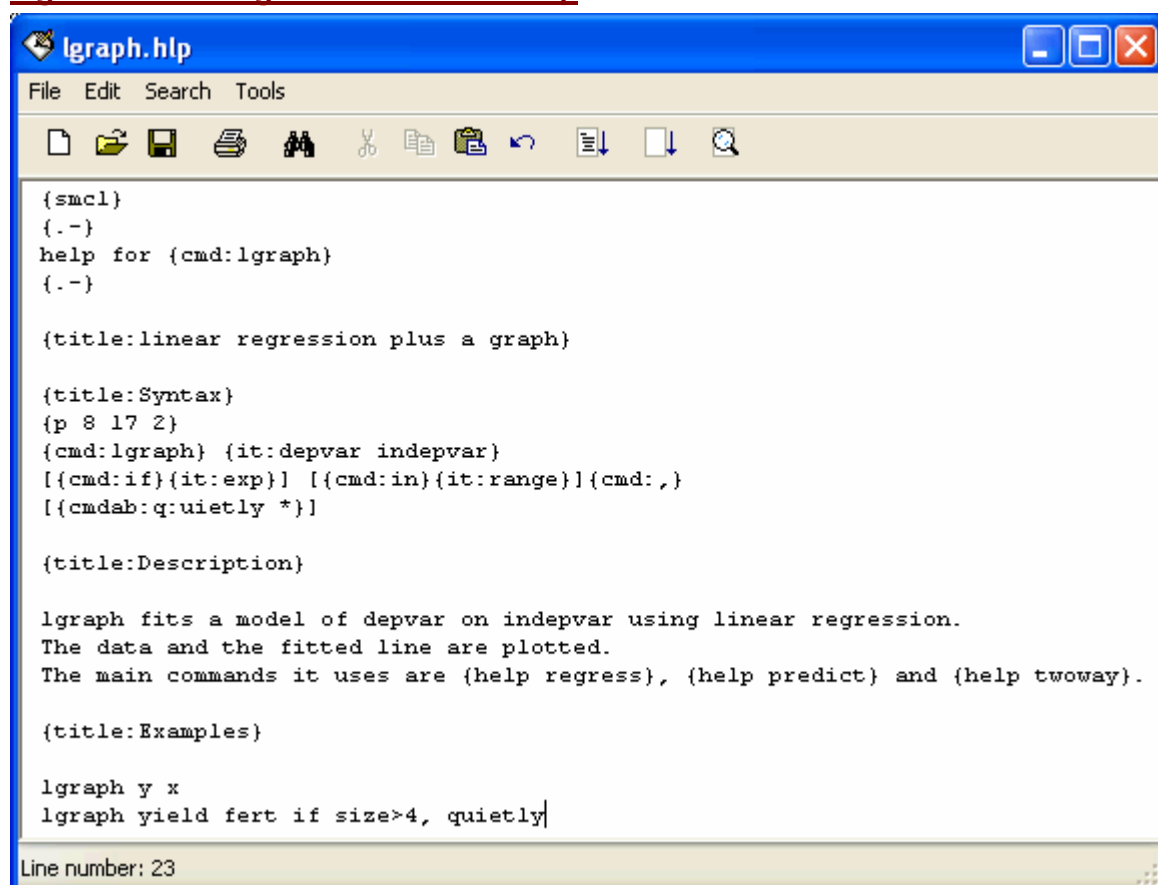 lgraph.hlp
File Edit Search Tools
{smcl}
{.-}
help for {cmd:lgraph}
{.-}
{title:linear regression plus a graph}
{title:Syntax}
{p 8 17 2}
{cmd:lgraph} {it:depvar indepvar}
[{cmd:if}{it:exp}] [{cmd:in}{it:range}]{cmd:,}
[{cmdab:q:uietly *}]
{title:Description}
lgraph fits a model of depvar on indepvar using linear regression.
The data and the fitted line are plotted.
The main commands it uses are {help regress}, {help predict} and {help twoway}.
{title:Examples}
lgraph y x
lgraph yield fert if size>4, quietly
Line number: 23